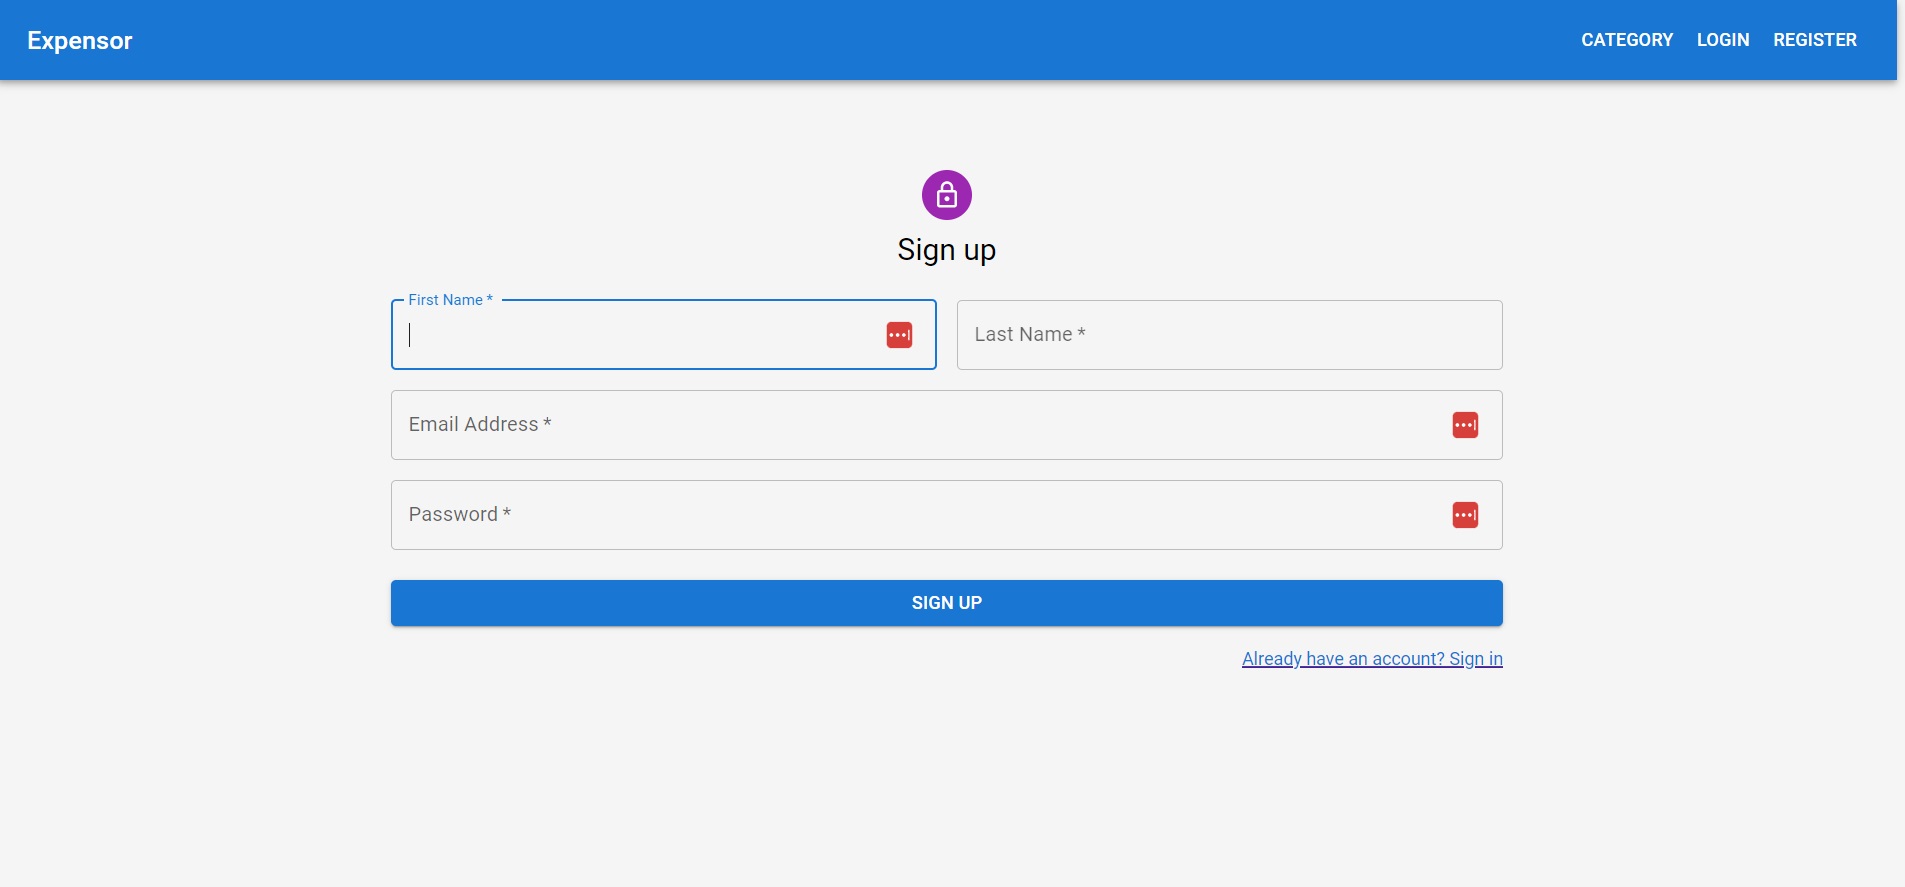 Expensor
CATEGORY LOGIN REGISTER
Sign up
First Name *
Last Name *
Email Address *
Password *
SIGN UP
Already have an account? Sign in